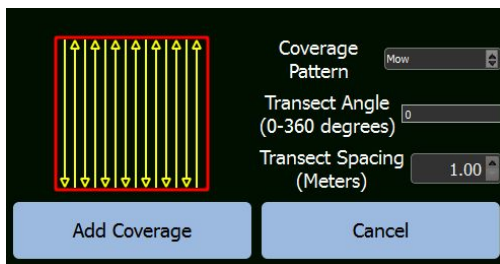 Coverage
Pattern
Mow
Transect Angle
(0-360 degrees)
0
Transect Spacing
(Meters)
1.00
Add Coverage
Cancel